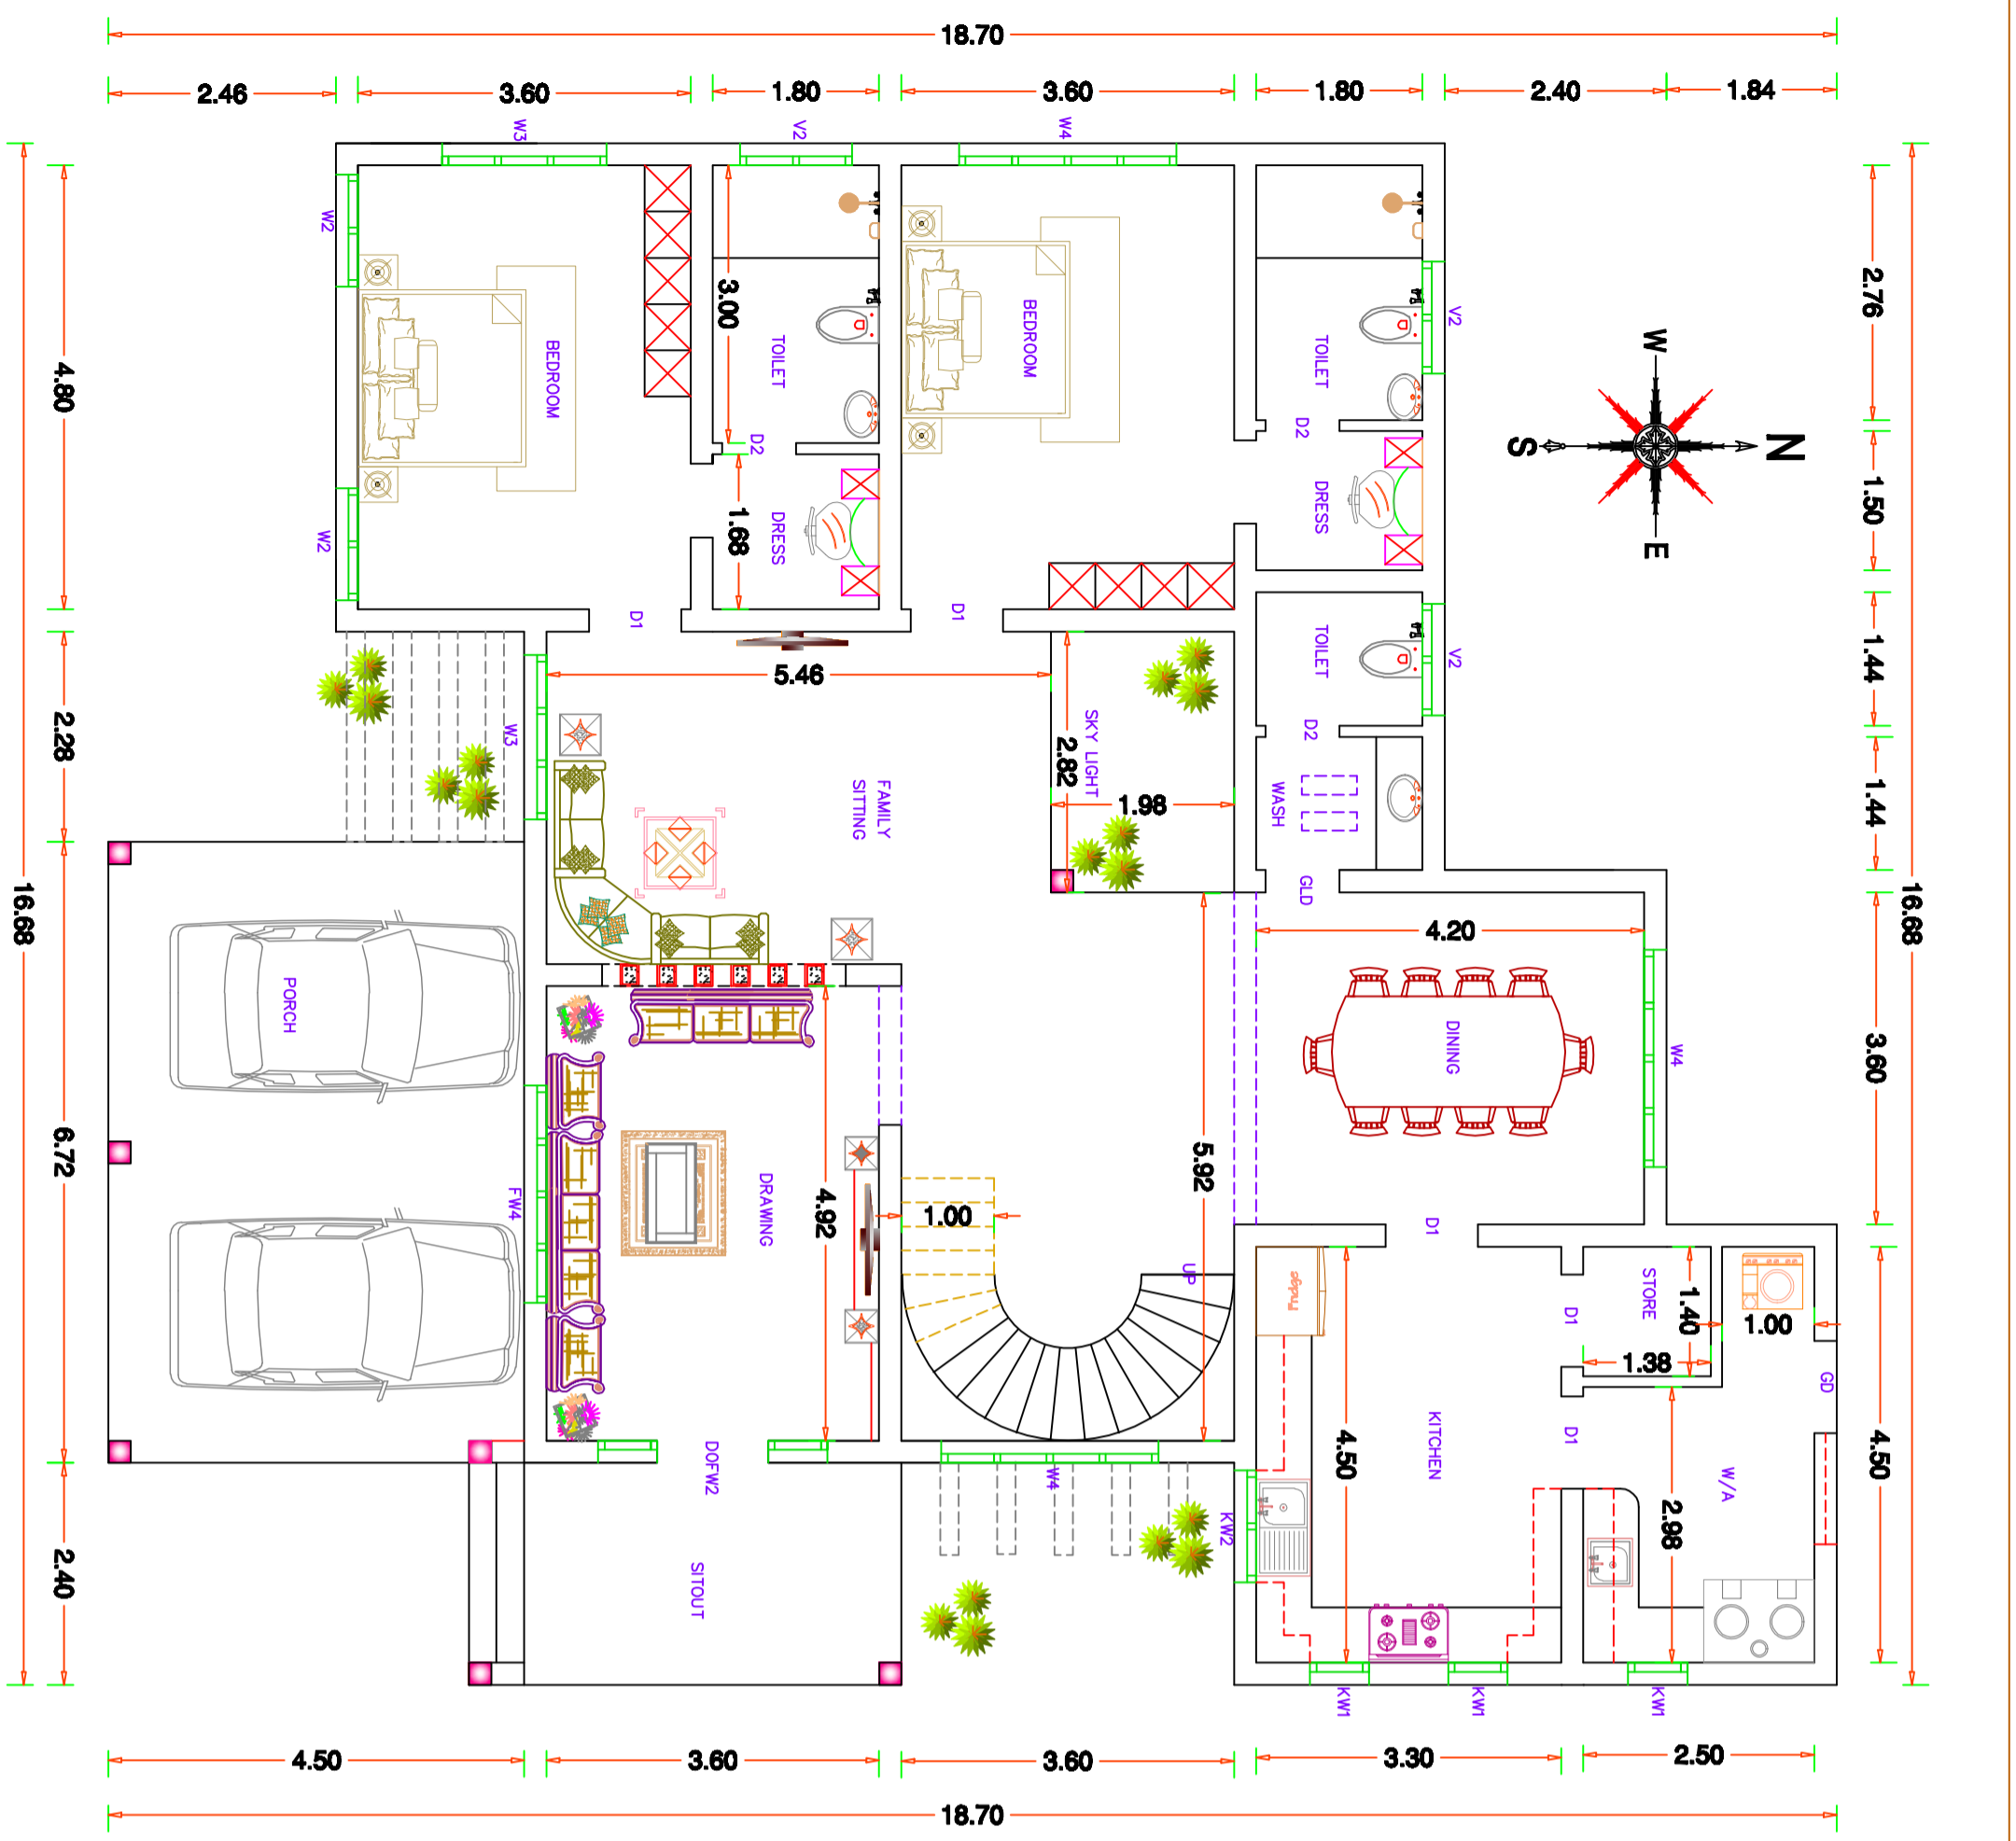 18.70
2.46
3.60
1.80
3.60
1.80
2.40
1.84
W3
V2
W4
16.68
4.80
2.28
6.72
2.40
16.68
2.76
1.50
1.44
1.44
3.60
4.50
W
N
S
E
W2
W2
BEDROOM
3.00
TOILET
D2
1.68
DRESS
BEDROOM
TOILET
D2
DRESS
V2
D1
D1
TOILET
V2
D2
WASH
GLD
5.46
SKY LIGHT
2.82
1.98
W3
FAMILY
SITTING
4.20
DINING
W4
PORCH
FW4
DRAWING
4.92
1.00
5.92
UP
D1
Fridge
STORE
1.40
1.38
1.00
D1
D1
GD
KITCHEN
4.50
W/A
2.98
DOFW2
W4
KW2
SITOUT
KW1
KW1
KW1
4.50
3.60
3.60
3.30
2.50
18.70